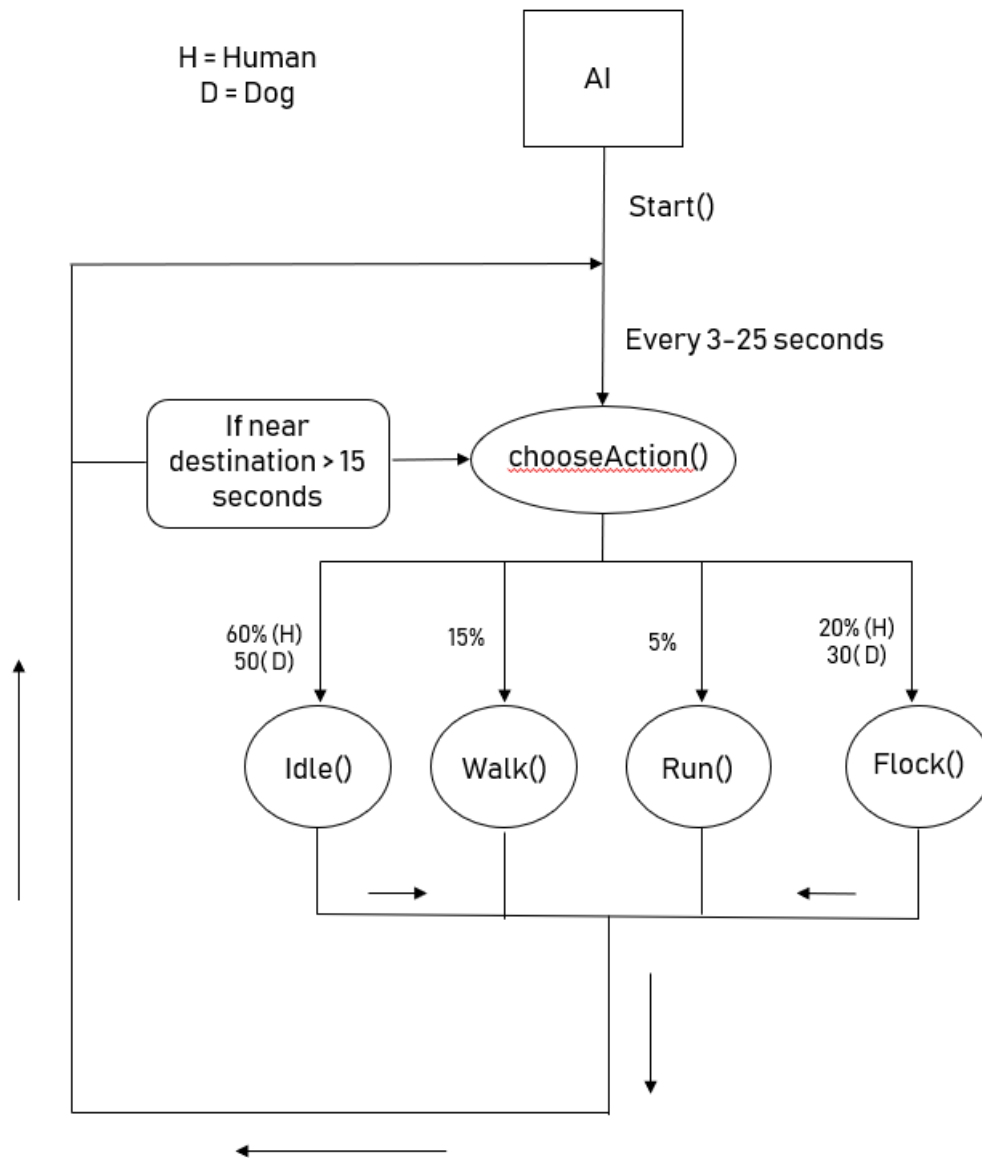 H = Human
D = Dog
AI
Start()
Every 3-25 seconds
If near
destination > 15
seconds
chooseAction()
60% (H)
50( D)
15%
5%
20% (H)
30( D)
Idle()
Walk()
Run()
Flock()